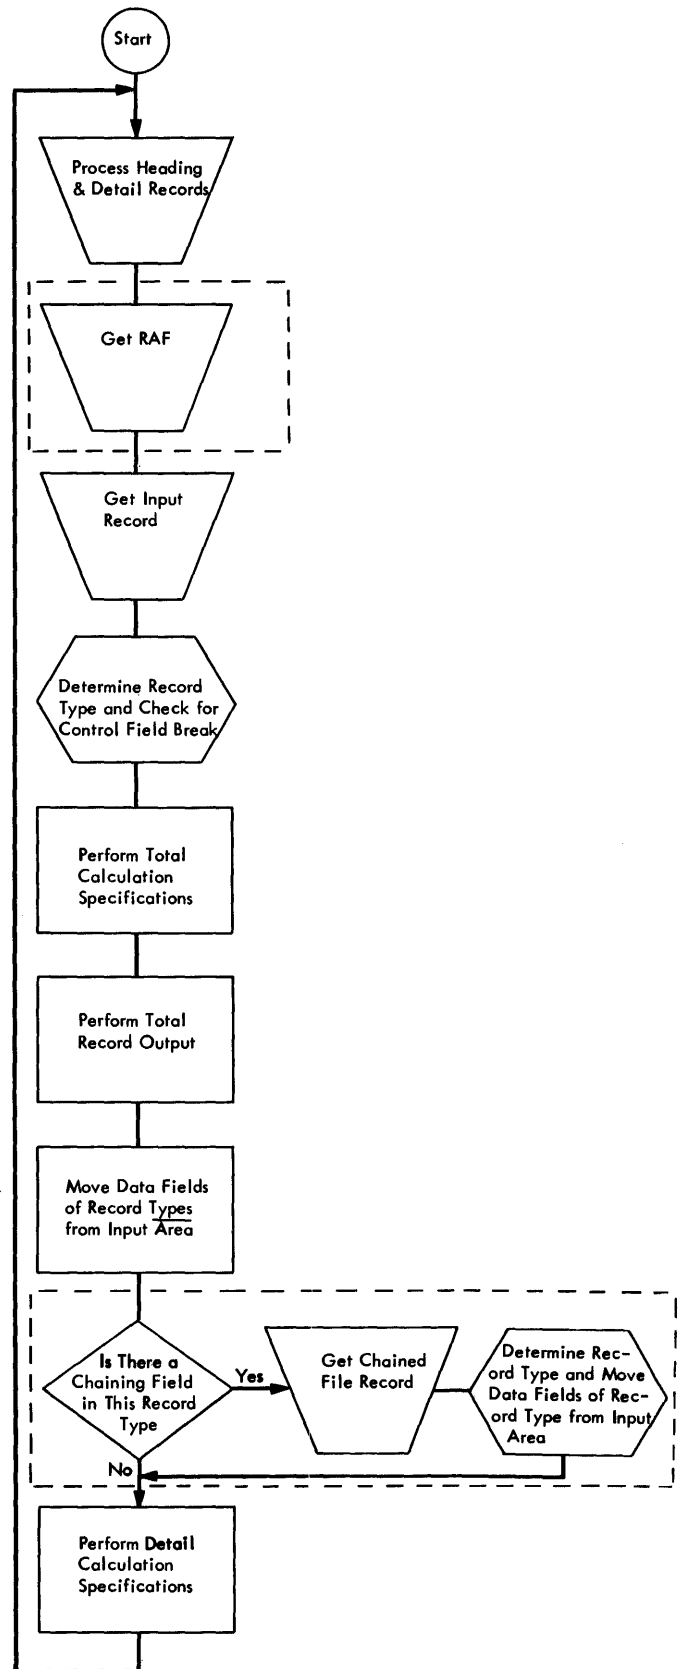 Start
Process Heading
& Detail Records
Get RAF
Get Input
Record
Determine Record
Type and Check for
Control Field Break
Perform Total
Calculation
Specifications
Perform Total
Record Output
Move Data Fields
of Record Types
from Input Area
Is There a
Chaining Field
in This Record
Type
Yes
Get Chained
File Record
Determine Rec-
ord Type and Move
Data Fields of Rec-
ord Type from Input
Area
No
Perform Detail
Calculation
Specifications